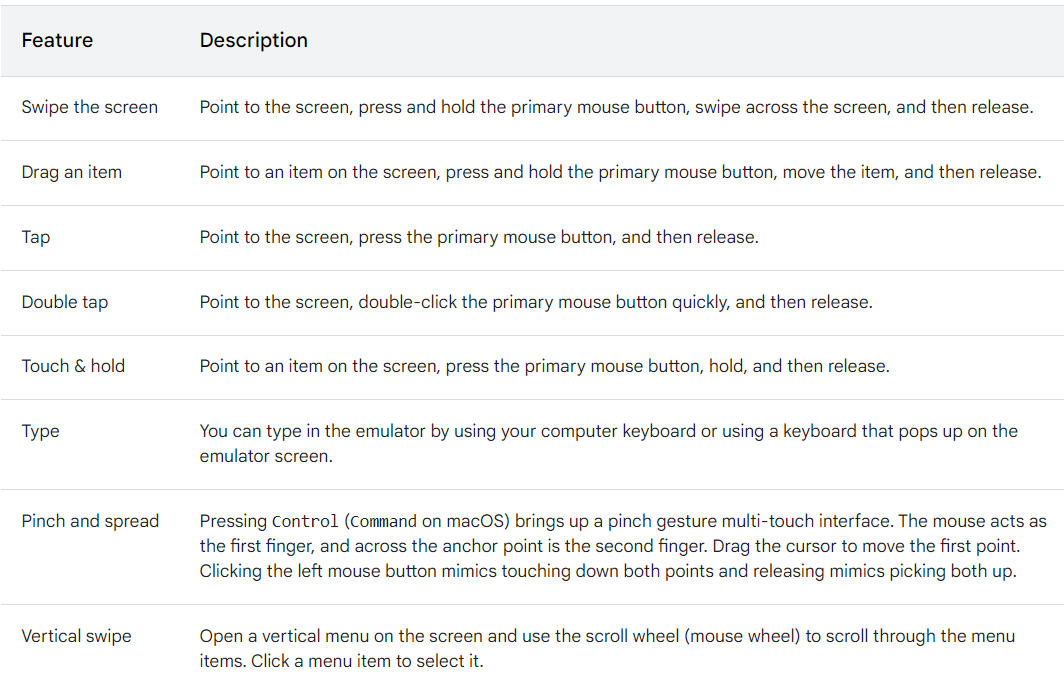 Feature Description
Swipe the screen Point to the screen, press and hold the primary mouse button, swipe across the screen, and then release.
Drag an item Point to an item on the screen, press and hold the primary mouse button, move the item, and then release.
Tap Point to the screen, press the primary mouse button, and then release.
Double tap Point to the screen, double-click the primary mouse button quickly, and then release.
Touch & hold Point to an item on the screen, press the primary mouse button, hold, and then release.
Type You can type in the emulator by using your computer keyboard or using a keyboard that pops up on the
emulator screen.
Pinch and spread Pressing Control (Command on macOS) brings up a pinch gesture multi-touch interface. The mouse acts as
the first finger, and across the anchor point is the second finger. Drag the cursor to move the first point.
Clicking the left mouse button mimics touching down both points and releasing mimics picking both up.
Vertical swipe Open a vertical menu on the screen and use the scroll wheel (mouse wheel) to scroll through the menu
items. Click a menu item to select it.